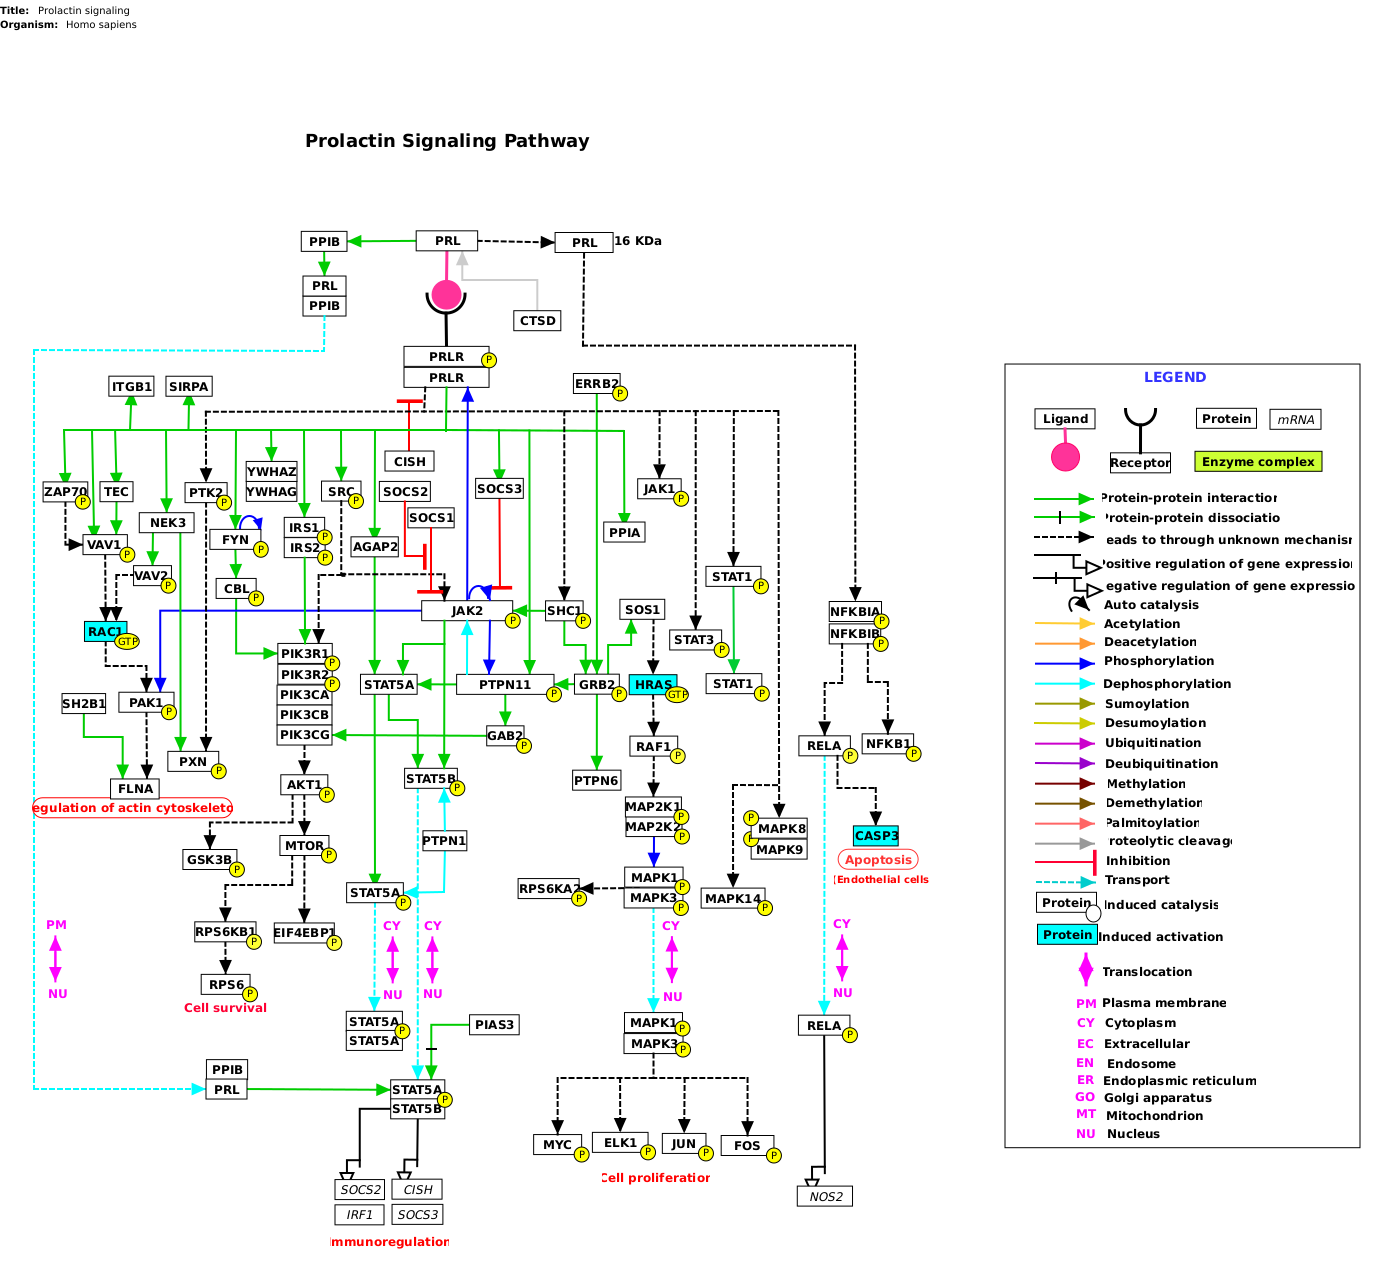 Title: Prolactin signaling
Organism: Homo sapiens
Prolactin Signaling Pathway
PPIB
PRL
PRL
16 KDa
PRL
PPIB
CTSD
PRLR
P
PRLR
ITGB1
SIRPA
ERRB2
P
CISH
YWHAZ
YWHAG
ZAP70
P
TEC
PTK2
P
SRC
P
SOCS2
SOCS3
JAK1
P
NEK3
SOCS1
IRS1
P
IRS2
P
FYN
P
PPIA
VAV1
P
AGAP2
VAV2
P
CBL
P
STAT1
P
JAK2
P
SHC1
P
SOS1
NFKBIA
P
NFKBIB
P
RAC1
GTP
STAT3
P
PIK3R1
P
PIK3R2
P
PIK3CA
PIK3CB
PIK3CG
STAT5A
PTPN11
P
GRB2
P
HRAS
GTP
STAT1
P
SH2B1
PAK1
P
GAB2
P
RAF1
P
RELA
P
NFKB1
P
PXN
P
FLNA
egulation of actin cytoskeleto
AKT1
P
STAT5B
P
PTPN6
MAP2K1
P
MAP2K2
P
P
MAPK8
P
MAPK9
CASP3
Apoptosis
(Endothelial cells
GSK3B
P
MTOR
P
PTPN1
STAT5A
P
RPS6KA2
P
MAPK1
P
MAPK3
P
MAPK14
P
RPS6KB1
P
EIF4EBP1
P
PM
NU
CY
NU
CY
NU
CY
NU
CY
NU
RPS6
P
Cell survival
STAT5A
P
STAT5A
PIAS3
MAPK1
P
MAPK3
P
RELA
P
PPIB
PRL
STAT5A
P
STAT5B
MYC
P
ELK1
P
JUN
P
FOS
P
Cell proliferation
SOCS2
CISH
IRF1
SOCS3
NOS2
mmunoregulation
LEGEND
Ligand
Receptor
Protein
mRNA
Enzyme complex
Protein-protein interaction
Protein-protein dissociatio
eads to through unknown mechanism
ositive regulation of gene expression
egative regulation of gene expressio
Auto catalysis
Acetylation
Deacetylation
Phosphorylation
Dephosphorylation
Sumoylation
Desumoylation
Ubiquitination
Deubiquitination
Methylation
Demethylation
Palmitoylation
roteolytic cleavag
Inhibition
Transport
Protein
Induced catalysis
Protein
Induced activation
Translocation
PM Plasma membrane
CY Cytoplasm
EC Extracellular
EN Endosome
ER Endoplasmic reticulum
GO Golgi apparatus
MT Mitochondrion
NU Nucleus